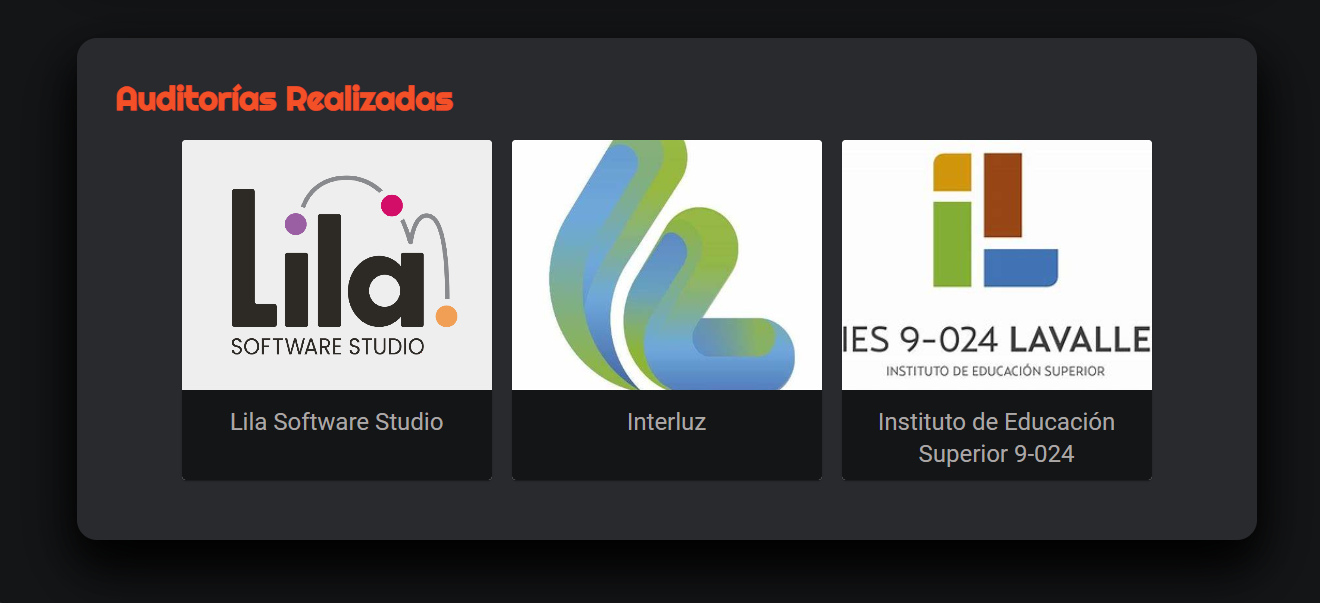 Auditorías Realizadas
Lila
SOFTWARE STUDIO
IES 9-024 LAVALLE
INSTITUTO DE EDUCACIÓN SUPERIOR
Lila Software Studio
Interluz
Instituto de Educación
Superior 9-024